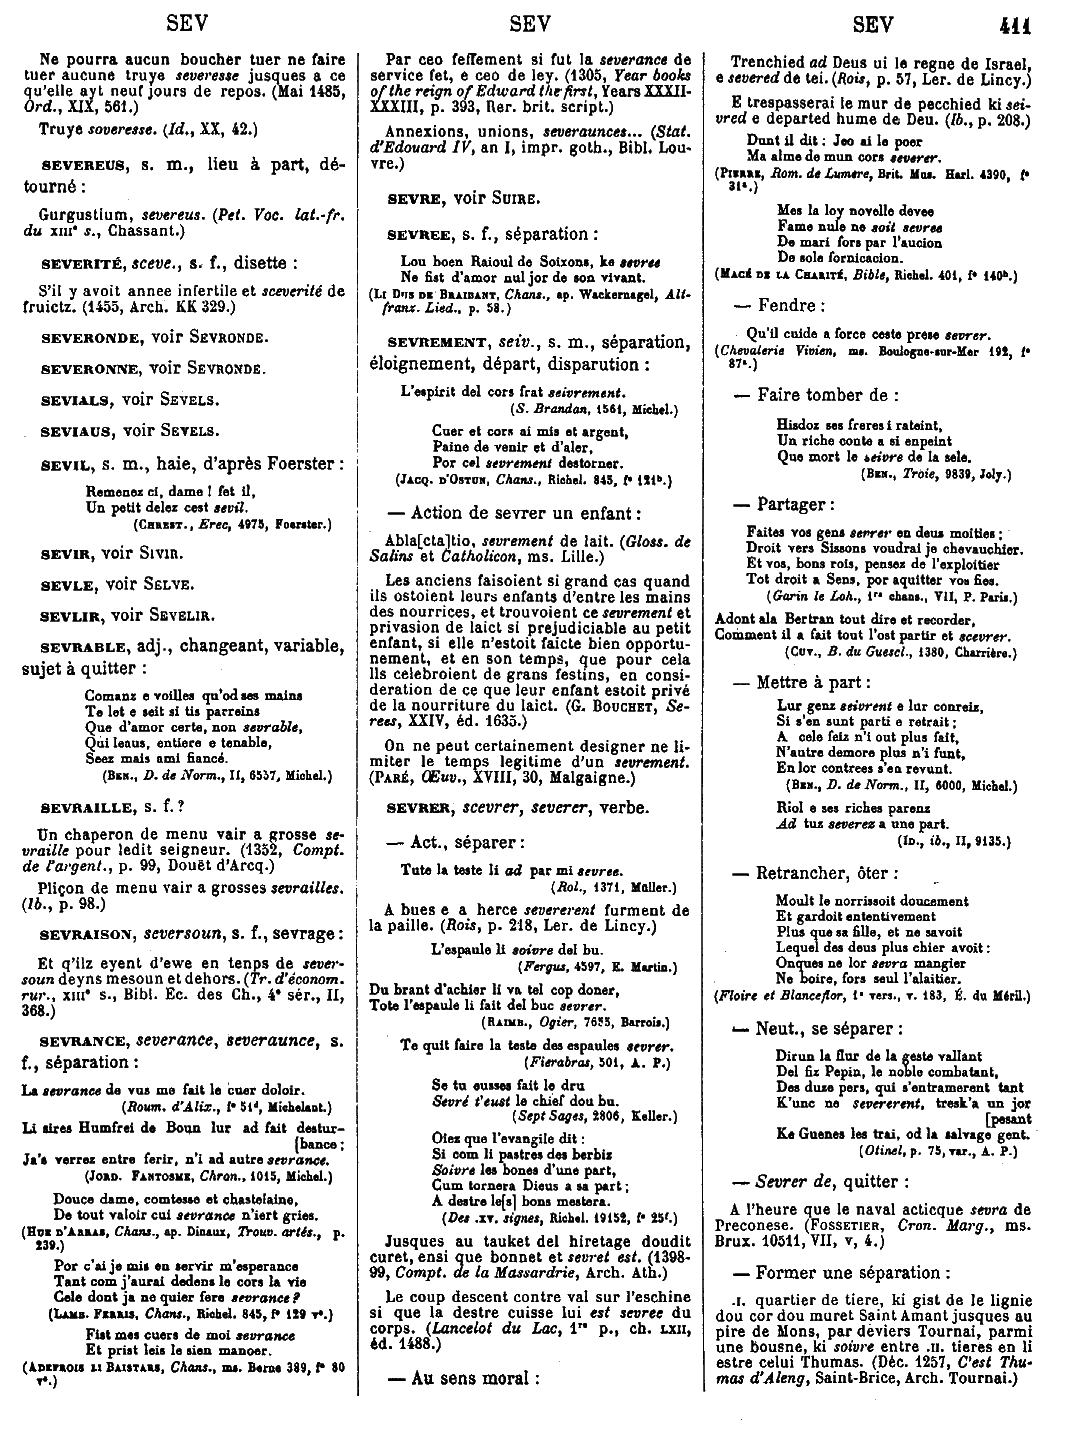 SEV SEV SEV 411
Ne pourra aucun boucher tuer ne faire
tuer aucune truye severesse jusques a ce
qu'elle ayt neuf jours de repos. (Mai 1485,
Ord., XIX, 561.)
Truye soveresse. (Id., XX, 42.)
SEVEREUS, s. m., lieu à part, dé-
tourné :
Gurgustium, severeus. (Pet. Voc. lat.-fr.
du XIIIe s., Chassant.)
SEVERITÉ, sceve., s. f., disette :
S'il y avoit annee infertile et sceverité de
fruictz. (1455, Arch. KK 329.)
SEVERONDE, voir SEVRONDE.
SEVERONNE, voir SEVRONDE.
SEVIALS, voir SEVELS.
SEVIAUS, voir SEVELS.
SEVIL, s. m., haie, d'après Foerster :
Remenez ci, dame ! fet il,
Un petit delez cest sevil.
(CHREST., Erec, 4975, Foerster.)
SEVIR, voir SIVIR.
SEVLE, voir SELVE.
SEVLIR, voir SEVELIR.
SEVRABLE, adj., changeant, variable,
sujet à quitter :
Comanz e voilles qu'od ses mains
Te let e seit si tis parreins
Que d'amor certe, non sevrable,
Qui leaus, entiere e tenable,
Seez mais ami fiancé.
(BEN., D. de Norm., II, 6557, Michel.)
SEVRAILLE, s. f. ?
Un chaperon de menu vair a grosse se-
vraille pour ledit seigneur. (1352, Compt.
de l'argent., p. 99, Douët d'Arcq.)
Pliçon de menu vair a grosses sevrailles.
(Ib., p. 98.)
SEVRAISON, seversoun, s. f., sevrage :
Et q'ilz eyent d'ewe en tenps de sever-
soun deyns mesoun et dehors. (Tr. d'économ.
rur., XIIIe s., Bibl. Ec. des Ch., 4e sér., II,
368.)
SEVRANCE, severance, severaunce, s.
f., séparation :
La sevrance de vus me fait le cuer doloir.
(Roum. d'Alix., fo 51d, Michelant.)
Li sires Humfrei de Boun lur ad fait destur-
[bance ;
Ja's verrez entre ferir, n'i ad autre sevrance.
(JORD. FANTOSME, Chron., 1015, Michel.)
Douce dame, comtesse et chastelaine,
De tout valoir cui sevrance n'iert gries.
(HUE D'ARRAS, Chans., ap. Dinaux, Trouv. artés., p.
239.)
Por c'ai je mis en servir m'esperance
Tant com j'aurai dedens le cors la vie
Cele dont ja ne quier fere sevrance ?
(LAMB. FERRIS, Chans., Richel. 845, fo 129 vo.)
Fist mes cuers de moi sevrance
Et prist leis le sien manoer.
(ADEFROIS LI BAISTARS, Chans., ms. Berne 389, fo 80
vo.)
Par ceo feffement si fut la severance de
service fet, e ceo de ley. (1305, Year books
of the reign of Edward the first, Years XXXII-
XXXIII, p. 393, Rer. brit. script.)
Annexions, unions, severaunces... (Stat.
d'Edouard IV, an I, impr. goth., Bibl. Lou-
vre.)
SEVRE, voir SUIRE.
SEVREE, s. f., séparation :
Lou boen Raioul de Soixons, ke sevree
Ne fist d'amor nul jor de son vivant.
(LI DUS DE BRAIBANT, Chans., ap. Wackernagel, Alt-
franz. Lied., p. 58.)
SEVREMENT, seiv., s. m., séparation,
éloignement, départ, disparution :
L'espirit del cors frat seivrement.
(S. Brandan, 1561, Michel.)
Cuer et cors ai mis et argent,
Paine de venir et d'aler,
Por cel sevrement destorner.
(JACQ. D'OSTUN, Chans., Richel. 845, fo 121b.)
— Action de sevrer un enfant :
Abla[cta]tio, sevrement de lait. (Gloss. de
Salins et Catholicon, ms. Lille.)
Les anciens faisoient si grand cas quand
ils ostoient leurs enfants d'entre les mains
des nourrices, et trouvoient ce sevrement et
privasion de laict si prejudiciable au petit
enfant, si elle n'estoit faicte bien opportu-
nement, et en son temps, que pour cela
ils celebroient de grans festins, en consi-
deration de ce que leur enfant estoit privé
de la nourriture du laict. (G. BOUCHET, Se-
rees, XXIV, éd. 1635.)
On ne peut certainement designer ne li-
miter le temps legitime d'un sevrement.
(PARÉ, Œuv., XVIII, 30, Malgaigne.)
SEVRER, scevrer, severer, verbe.
— Act., séparer :
Tute la teste li ad par mi sevree.
(Rol., 1371, Müller.)
A bues e a herce severerent furment de
la paille. (Rois, p. 218, Ler. de Lincy.)
L'espaule li soivre del bu.
(Fergus, 4597, E. Martin.)
Du brant d'achier li va tel cop doner,
Tote l'espaule li fait del buc sevrer.
(RAIMB., Ogier, 7655, Barrois.)
Te quit faire la teste des espaules sevrer.
(Fierabras, 501, A. P.)
Se tu eusses fait le dru
Sevré t'eust le chief dou bu.
(Sept Sages, 2806, Keller.)
Oiez que l'evangile dit :
Si com li pastres des berbiz
Soivre les bones d'une part,
Cum tornera Dieus a sa part ;
A destre le[s] bons mestera.
(Des .XV. signes, Richel. 19152, fo 25f.)
Jusques au tauket del hiretage doudit
curet, ensi que bonnet et sevret est. (1398-
99, Compt. de la Massardrie, Arch. Ath.)
Le coup descent contre val sur l'eschine
si que la destre cuisse lui est sevree du
corps. (Lancelot du Lac, 1re p., ch. LXII,
éd. 1488.)
— Au sens moral :
Trenchied ad Deus ui le regne de Israel,
e severed de tei. (Rois, p. 57, Ler. de Lincy.)
E trespasserai le mur de pecchied ki sei-
vred e departed hume de Deu. (Ib., p. 208.)
Dunt il dit : Jeo ai le poer
Ma alme de mun cors severer.
(PIERRE, Rom. de Lumere, Brit. Mus. Harl. 4390, fo
31a.)
Mes la loy novelle devee
Fame nule ne soit sevree
De mari fors par l'aucion
De sole fornicacion.
(MACÉ DE LA CHARITÉ, Bible, Richel. 401, fo 140b.)
— Fendre :
Qu'il cuide a force ceste prese sevrer.
(Chevalerie Vivien, ms. Boulogne-sur-Mer 192, fo
87a.)
— Faire tomber de :
Hisdoz ses freres i rateint,
Un riche conte a si enpeint
Que mort le seivre de la sele.
(BEN., Troie, 9839, Joly.)
— Partager :
Faites vos gens sevrer en deus moities :
Droit vers Sissons voudrai je chevauchier.
Et vos, bons rois, pensez de l'exploitier
Tot droit a Sens, por aquitter vos fies.
(Garin le Loh., 1re chans., VII, P. Paris.)
Adont ala Bertran tout dire et recorder,
Comment il a fait tout l'ost partir et scevrer.
(CUV., B. du Guescl., 1380, Charrière.)
— Mettre à part :
Lur genz seivrent e lur conreiz,
Si s'en sunt parti e retrait ;
A cele feiz n'i out plus fait,
N'autre demore plus n'i funt,
En lor contrees s'en revunt.
(BEN., D. de Norm., II, 6000, Michel.)
Riol e ses riches parenz
Ad tuz severez a une part.
(ID., ib., II, 9135.)
— Retrancher, ôter :
Moult le norrissoit doucement
Et gardoit ententivement
Plus que sa fille, et ne savoit
Lequel des deus plus chier avoit :
Onques ne lor sevra mangier
Ne boire, fors seul l'alaitier.
(Floire et Blanceflor, 1e vers., v. 183, É. du Méril.)
— Neut., se séparer :
Dirun la flur de la geste vallant
Del fiz Pepin, le noble combatant,
Des duze pers, qui s'entramerent tant
K'unc ne severerent, tresk'a un jor
[pesant
Ke Guenes les trai, od la salvage gent.
(Otinel, p. 75, var., A. P.)
— Sevrer de, quitter :
A l'heure que le naval acticque sevra de
Preconese. (FOSSETIER, Cron. Marg., ms.
Brux. 10511, VII, v, 4.)
— Former une séparation :
.I. quartier de tiere, ki gist de le lignie
dou cor dou muret Saint Amant jusques au
pire de Mons, par deviers Tournai, parmi
une bousne, ki soivre entre .II. tieres en li
estre celui Thumas. (Déc. 1257, C'est Thu-
mas d'Aleng, Saint-Brice, Arch. Tournai.)